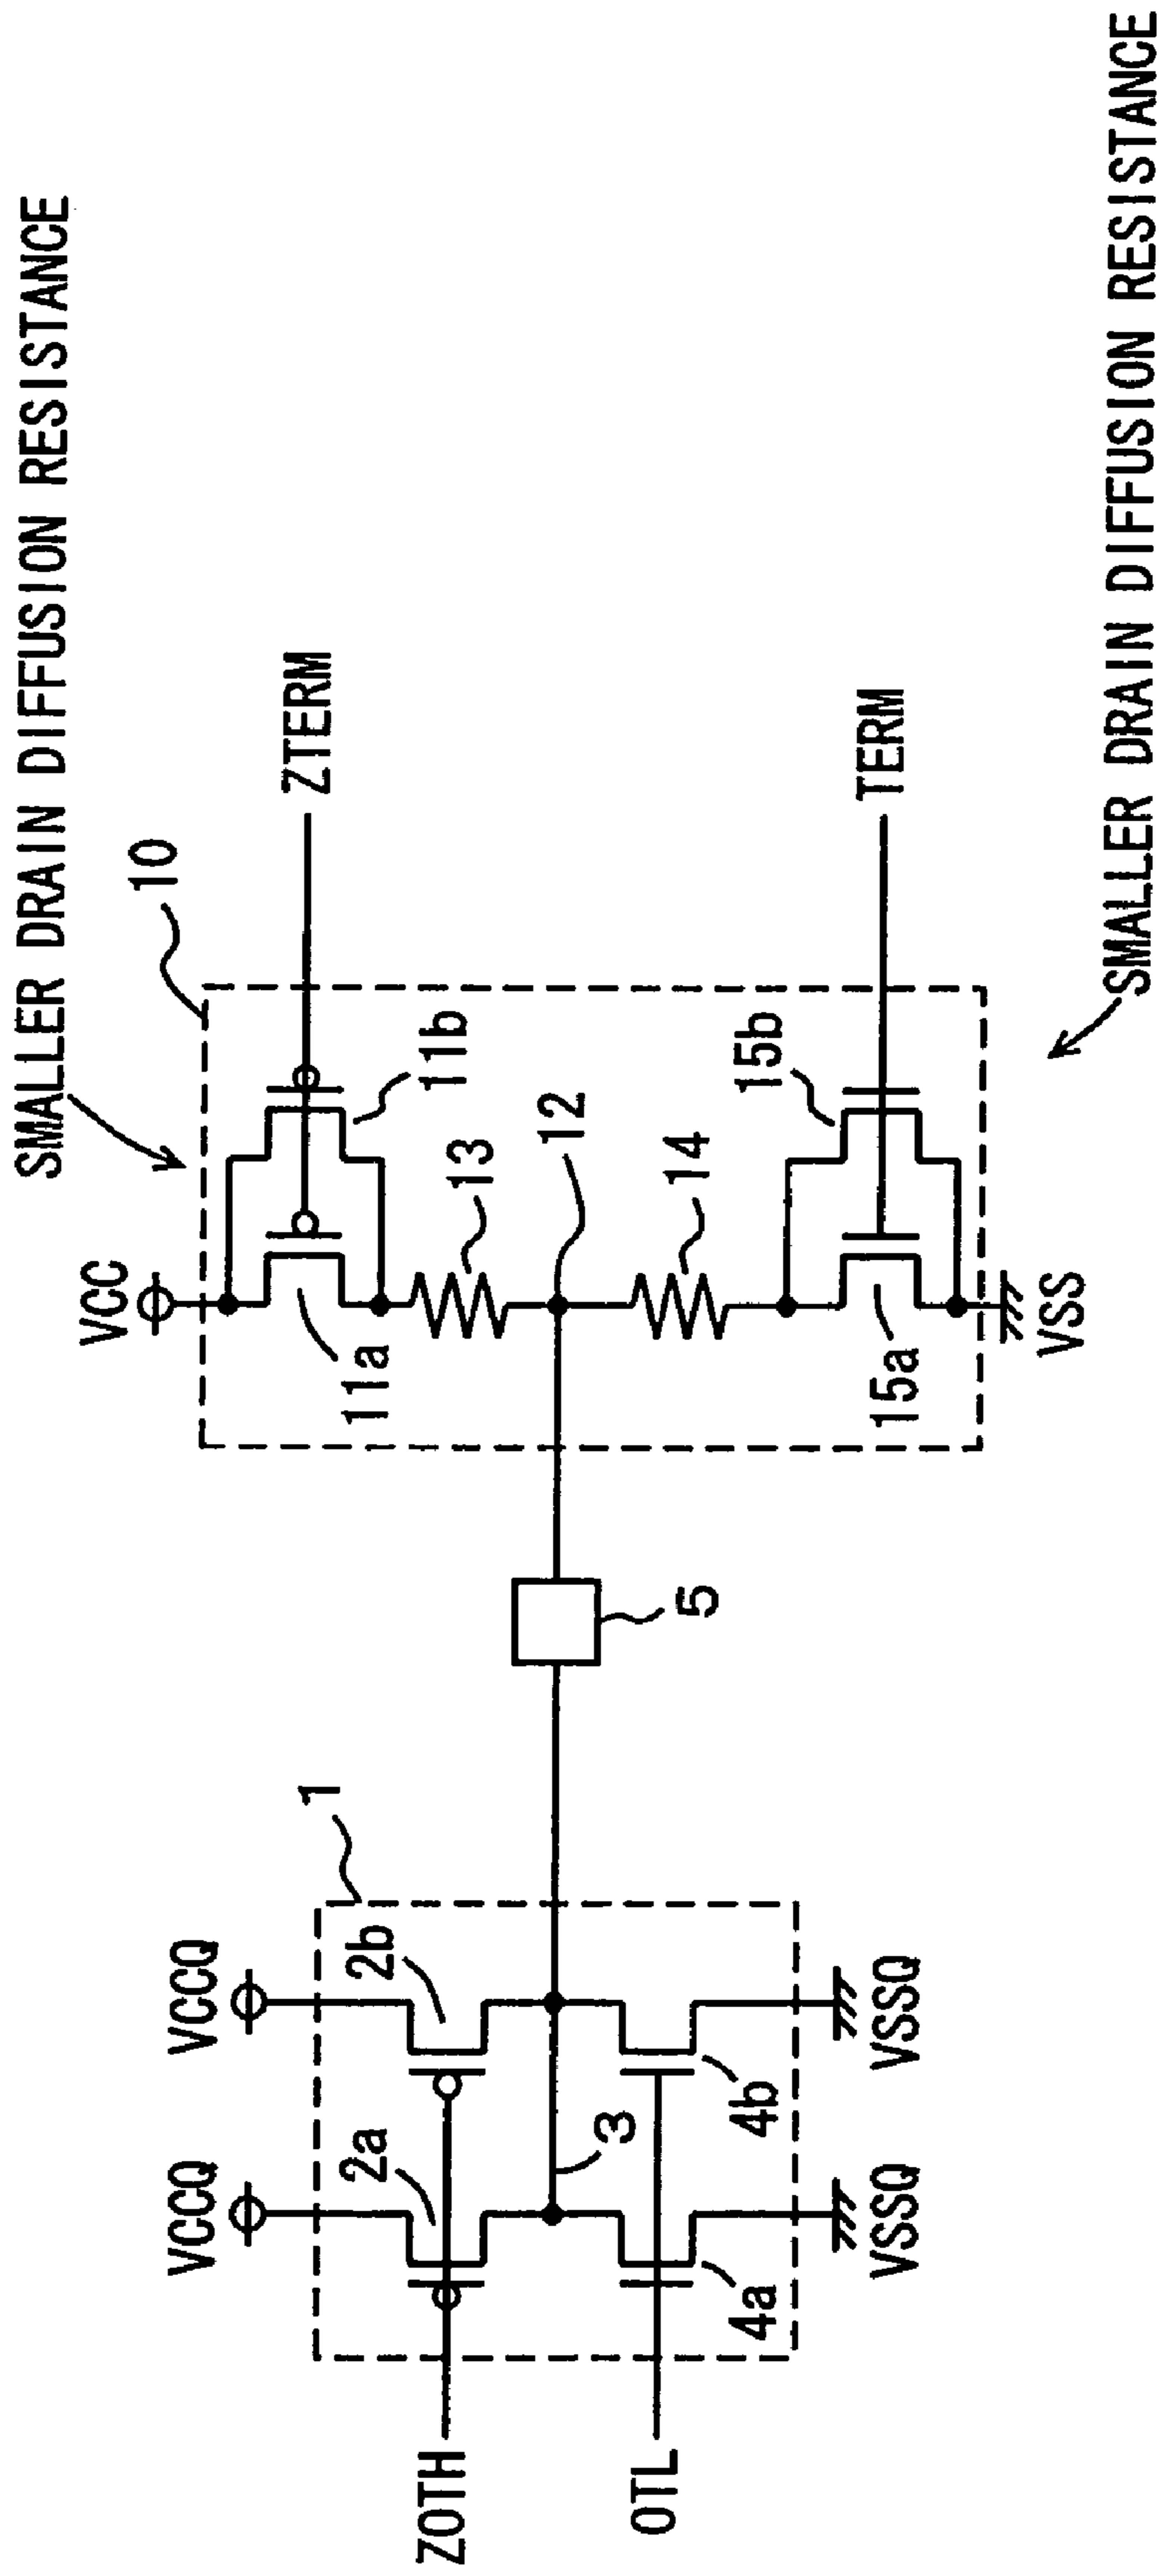 SMALLER DRAIN DIFFUSION RESISTANCE
10
VCC
ZTERM
11a
11b
13
12
14
15a
15b
TERM
VSS
SMALLER DRAIN DIFFUSION RESISTANCE
5
1
VCCQ
VCCQ
2a
2b
ZOTH
3
OTL
4a
4b
VSSQ
VSSQ